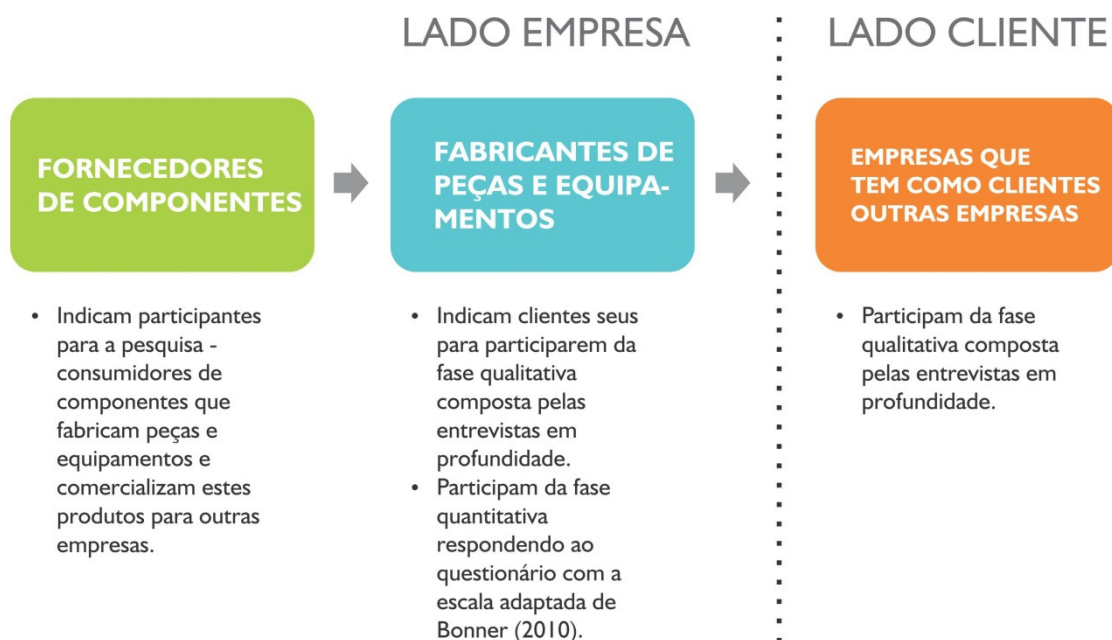 LADO EMPRESA
LADO CLIENTE
FORNECEDORES
DE COMPONENTES
FABRICANTES DE
PEÇAS E EQUIPA-
MENTOS
EMPRESAS QUE
TEM COMO CLIENTES
OUTRAS EMPRESAS
• Indicam participantes
para a pesquisa -
consumidores de
componentes que
fabricam peças e
equipamentos e
comercializam estes
produtos para outras
empresas.
• Indicam clientes seus
para participarem da
fase qualitativa
composta pelas
entrevistas em
profundidade.
• Participam da fase
quantitativa
respondendo ao
questionário com a
escala adaptada de
Bonner (2010).
• Participam da fase
qualitativa composta
pelas entrevistas em
profundidade.